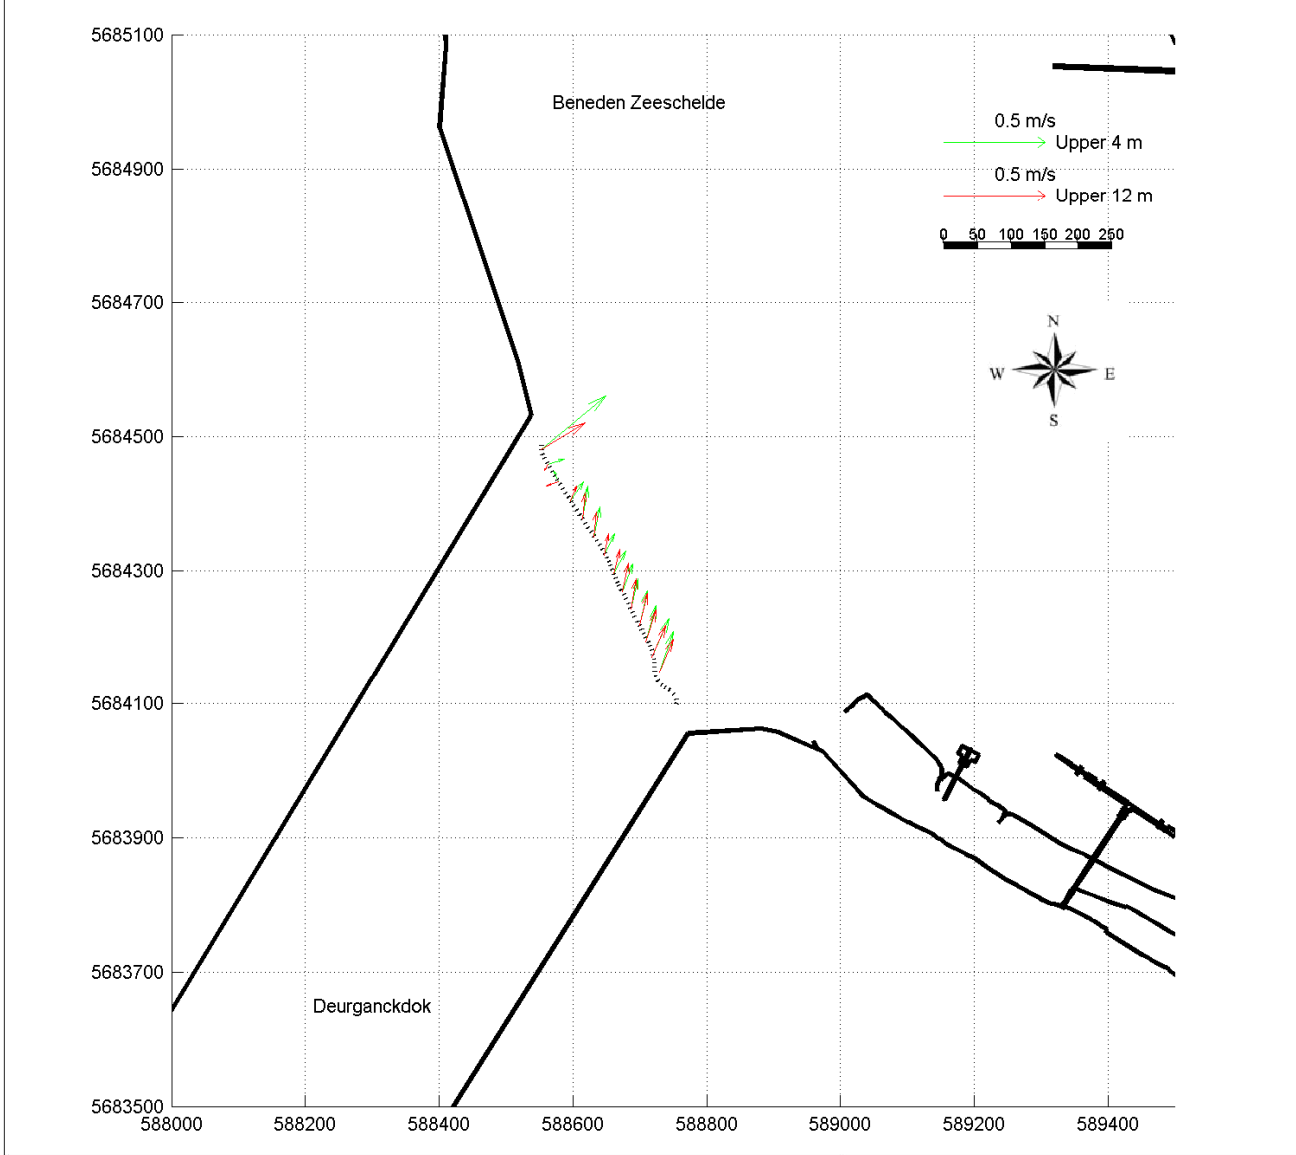 5685100
Beneden Zeeschelde
0.5 m/s
Upper 4 m
5684900
0.5 m/s
Upper 12 m
0 50 100 150 200 250
5684700
N
W E
S
5684500
5684300
5684100
5683900
5683700
Deurganckdok
5683500
588000 588200 588400 588600 588800 589000 589200 589400